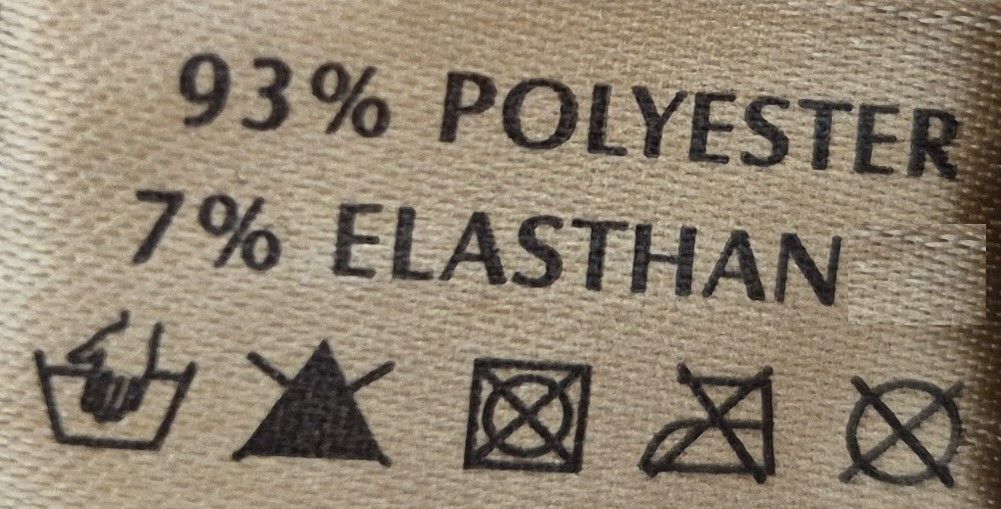 93% POLYESTER
7% ELASTHAN